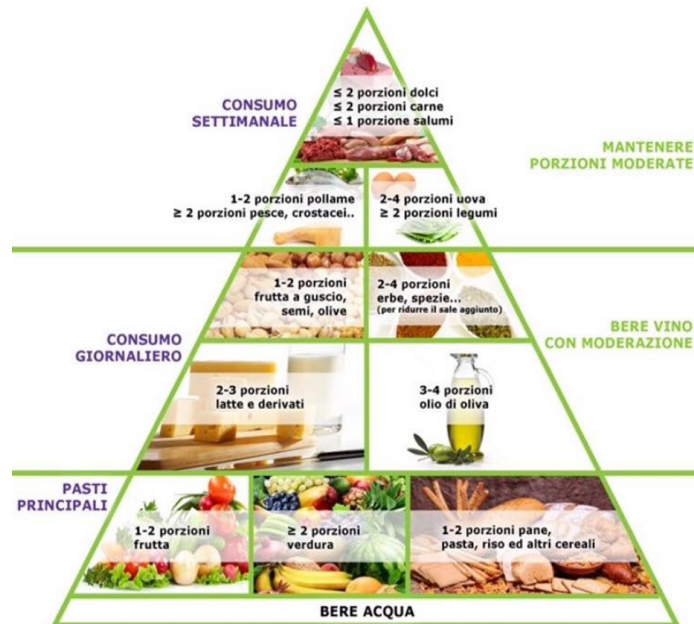 ≤ 2 porzioni dolci
≤ 2 porzioni carne
≤ 1 porzione salumi
CONSUMO
SETTIMANALE
MANTENERE
PORZIONI MODERATE
1-2 porzioni pollame
≥ 2 porzioni pesce, crostacei..
2-4 porzioni uova
≥ 2 porzioni legumi
1-2 porzioni
frutta a guscio,
semi, olive
2-4 porzioni
erbe, spezie...
(per ridurre il sale aggiunto)
CONSUMO
GIORNALIERO
BERE VINO
CON MODERAZIONE
2-3 porzioni
latte e derivati
3-4 porzioni
olio di oliva
PASTI
PRINCIPALI
1-2 porzioni
frutta
≥ 2 porzioni
verdura
1-2 porzioni pane,
pasta, riso ed altri cereali
BERE ACQUA